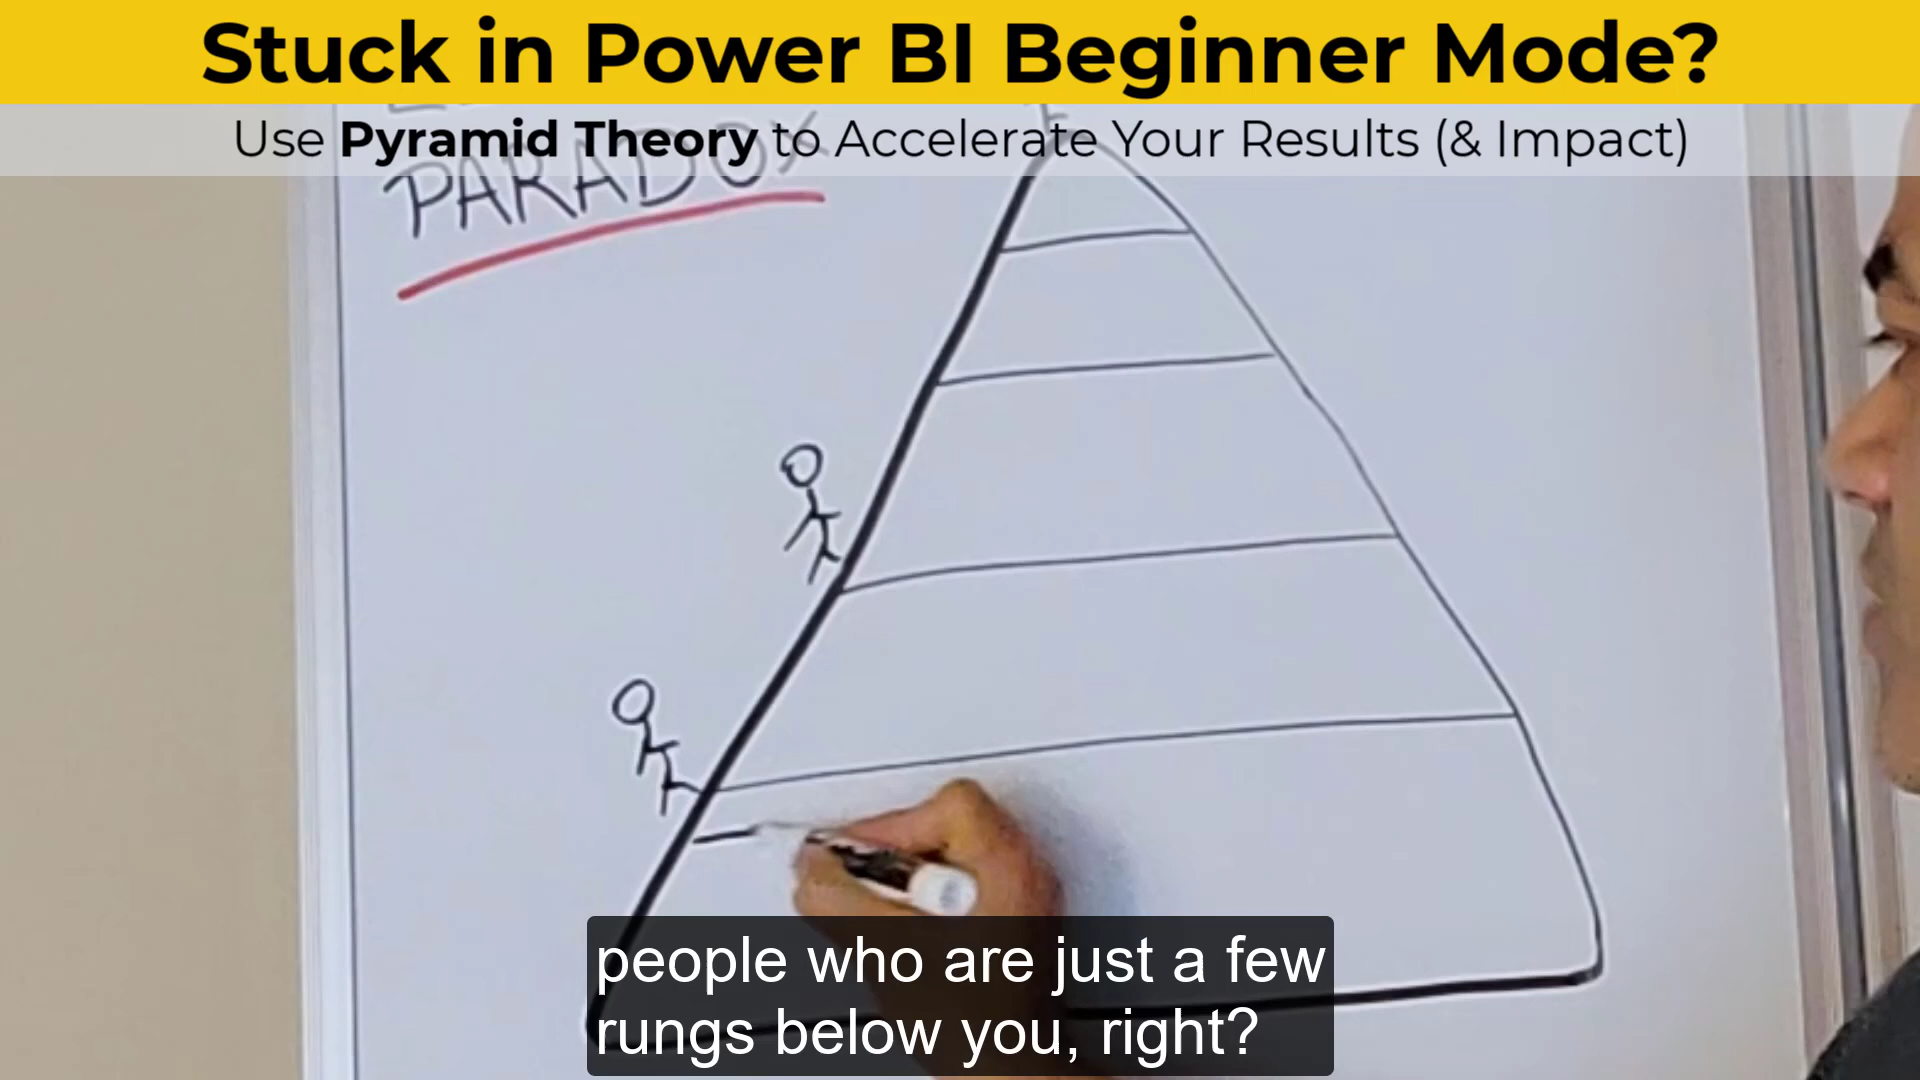 Stuck in Power BI Beginner Mode?
Use Pyramid Theory to Accelerate Your Results (& Impact)
PARADOX
people who are just a few
rungs below you, right?